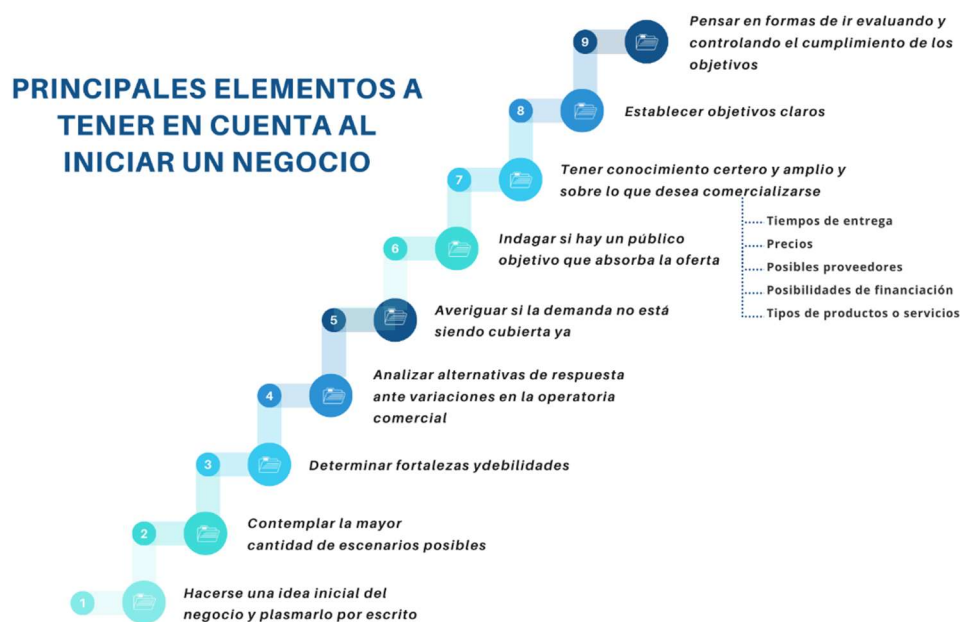 PRINCIPALES ELEMENTOS A
TENER EN CUENTA AL
INICIAR UN NEGOCIO
9
Pensar en formas de ir evaluando y
controlando el cumplimiento de los
objetivos
8
Establecer objetivos claros
7
Tener conocimiento certero y amplio y
sobre lo que desea comercializarse
Tiempos de entrega
Precios
Posibles proveedores
Posibilidades de financiación
Tipos de productos o servicios
6
Indagar si hay un público
objetivo que absorba la oferta
5
Averiguar si la demanda no está
siendo cubierta ya
4
Analizar alternativas de respuesta
ante variaciones en la operatoria
comercial
3
Determinar fortalezas ydebilidades
2
Contemplar la mayor
cantidad de escenarios posibles
1
Hacerse una idea inicial del
negocio y plasmarlo por escrito